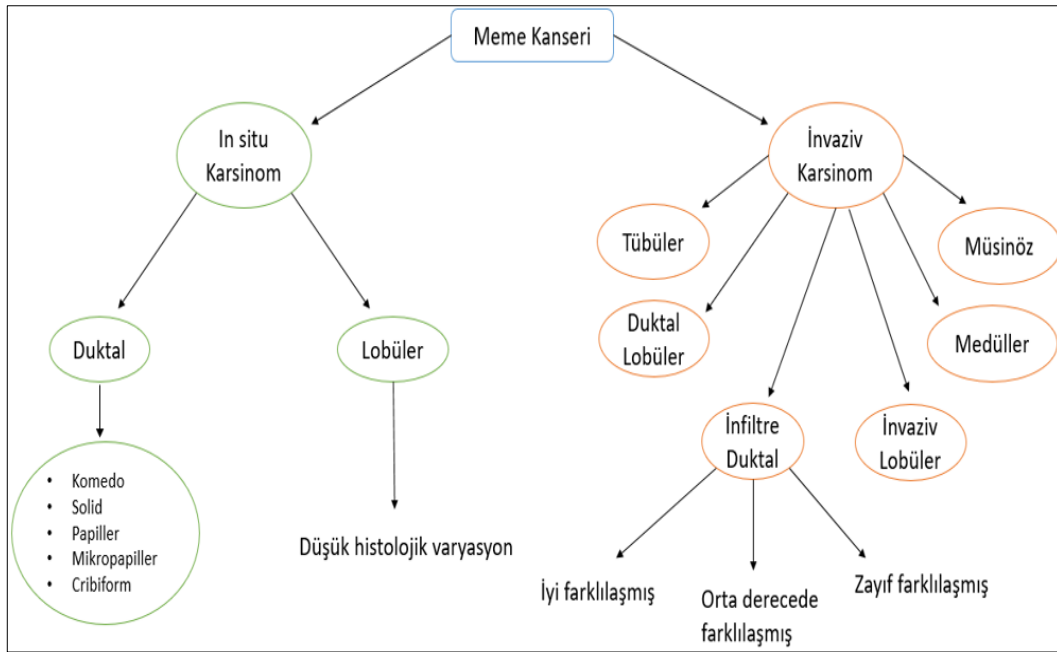 Meme Kanseri
In situ
Karsinom
İnvaziv
Karsinom
Tübüler
Müsinöz
Duktal
Lobüler
Duktal
Lobüler
Medüller
İnfiltre
Duktal
İnvaziv
Lobüler
• Komedo
• Solid
• Papiller
• Mikropapiller
• Cribiform
Düşük histolojik varyasyon
İyi farklılaşmış
Orta derecede
farklılaşmış
Zayıf farklılaşmış